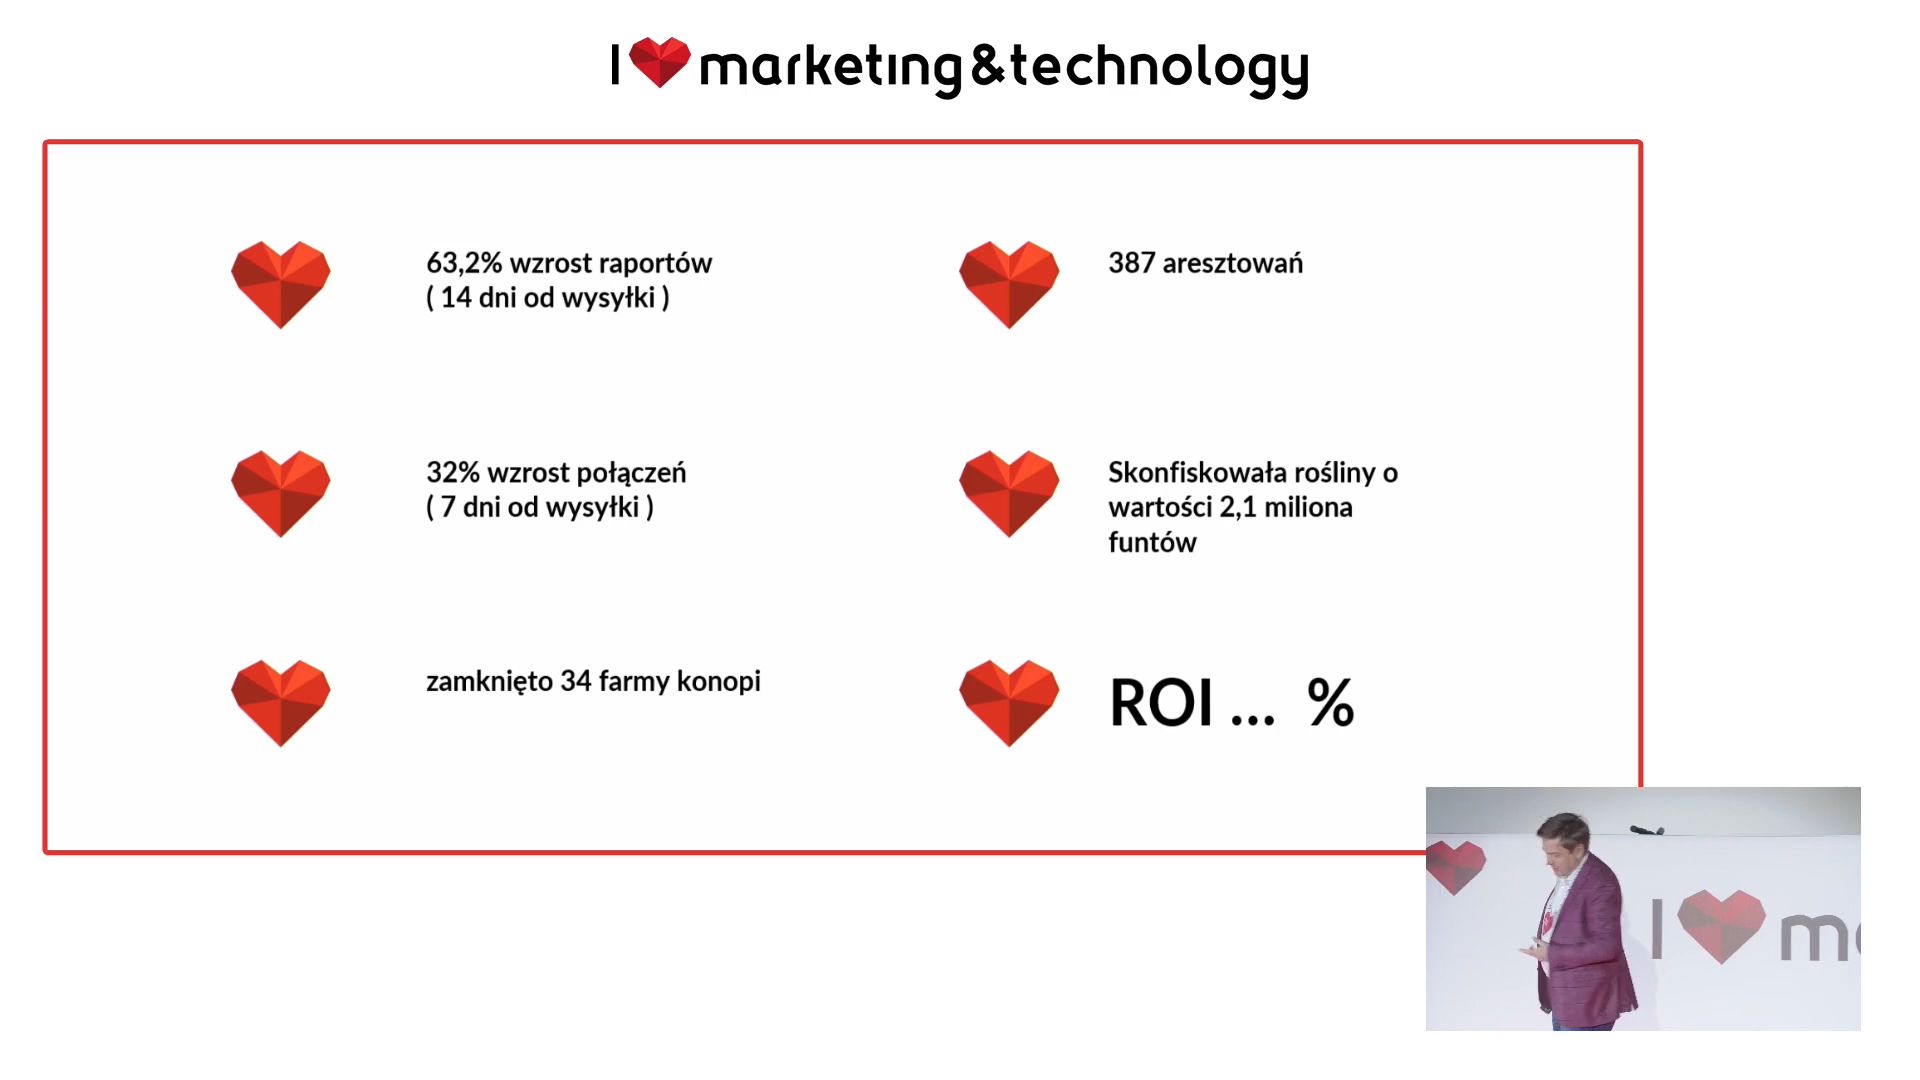 I marketing&technology
63,2% wzrost raportów
( 14 dni od wysyłki )
387 aresztowań
32% wzrost połączeń
( 7 dni od wysyłki )
Skonfiskowała rośliny o
wartości 2,1 miliona
funtów
zamknięto 34 farmy konopi
ROI ... %
I m